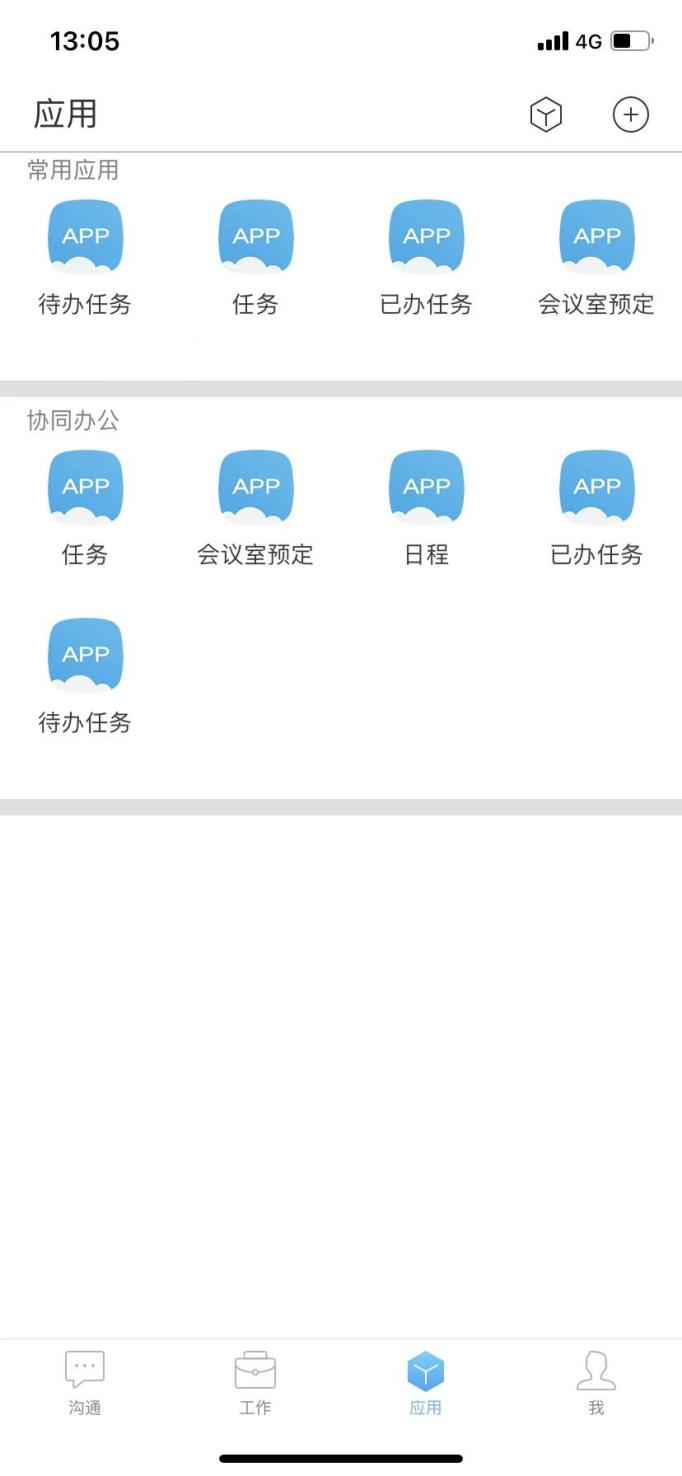 13:05 4G
应用
常用应用
APP APP APP APP
待办任务 任务 已办任务 会议室预定
协同办公
APP APP APP APP
任务 会议室预定 日程 已办任务
APP
待办任务
沟通 工作 应用 我